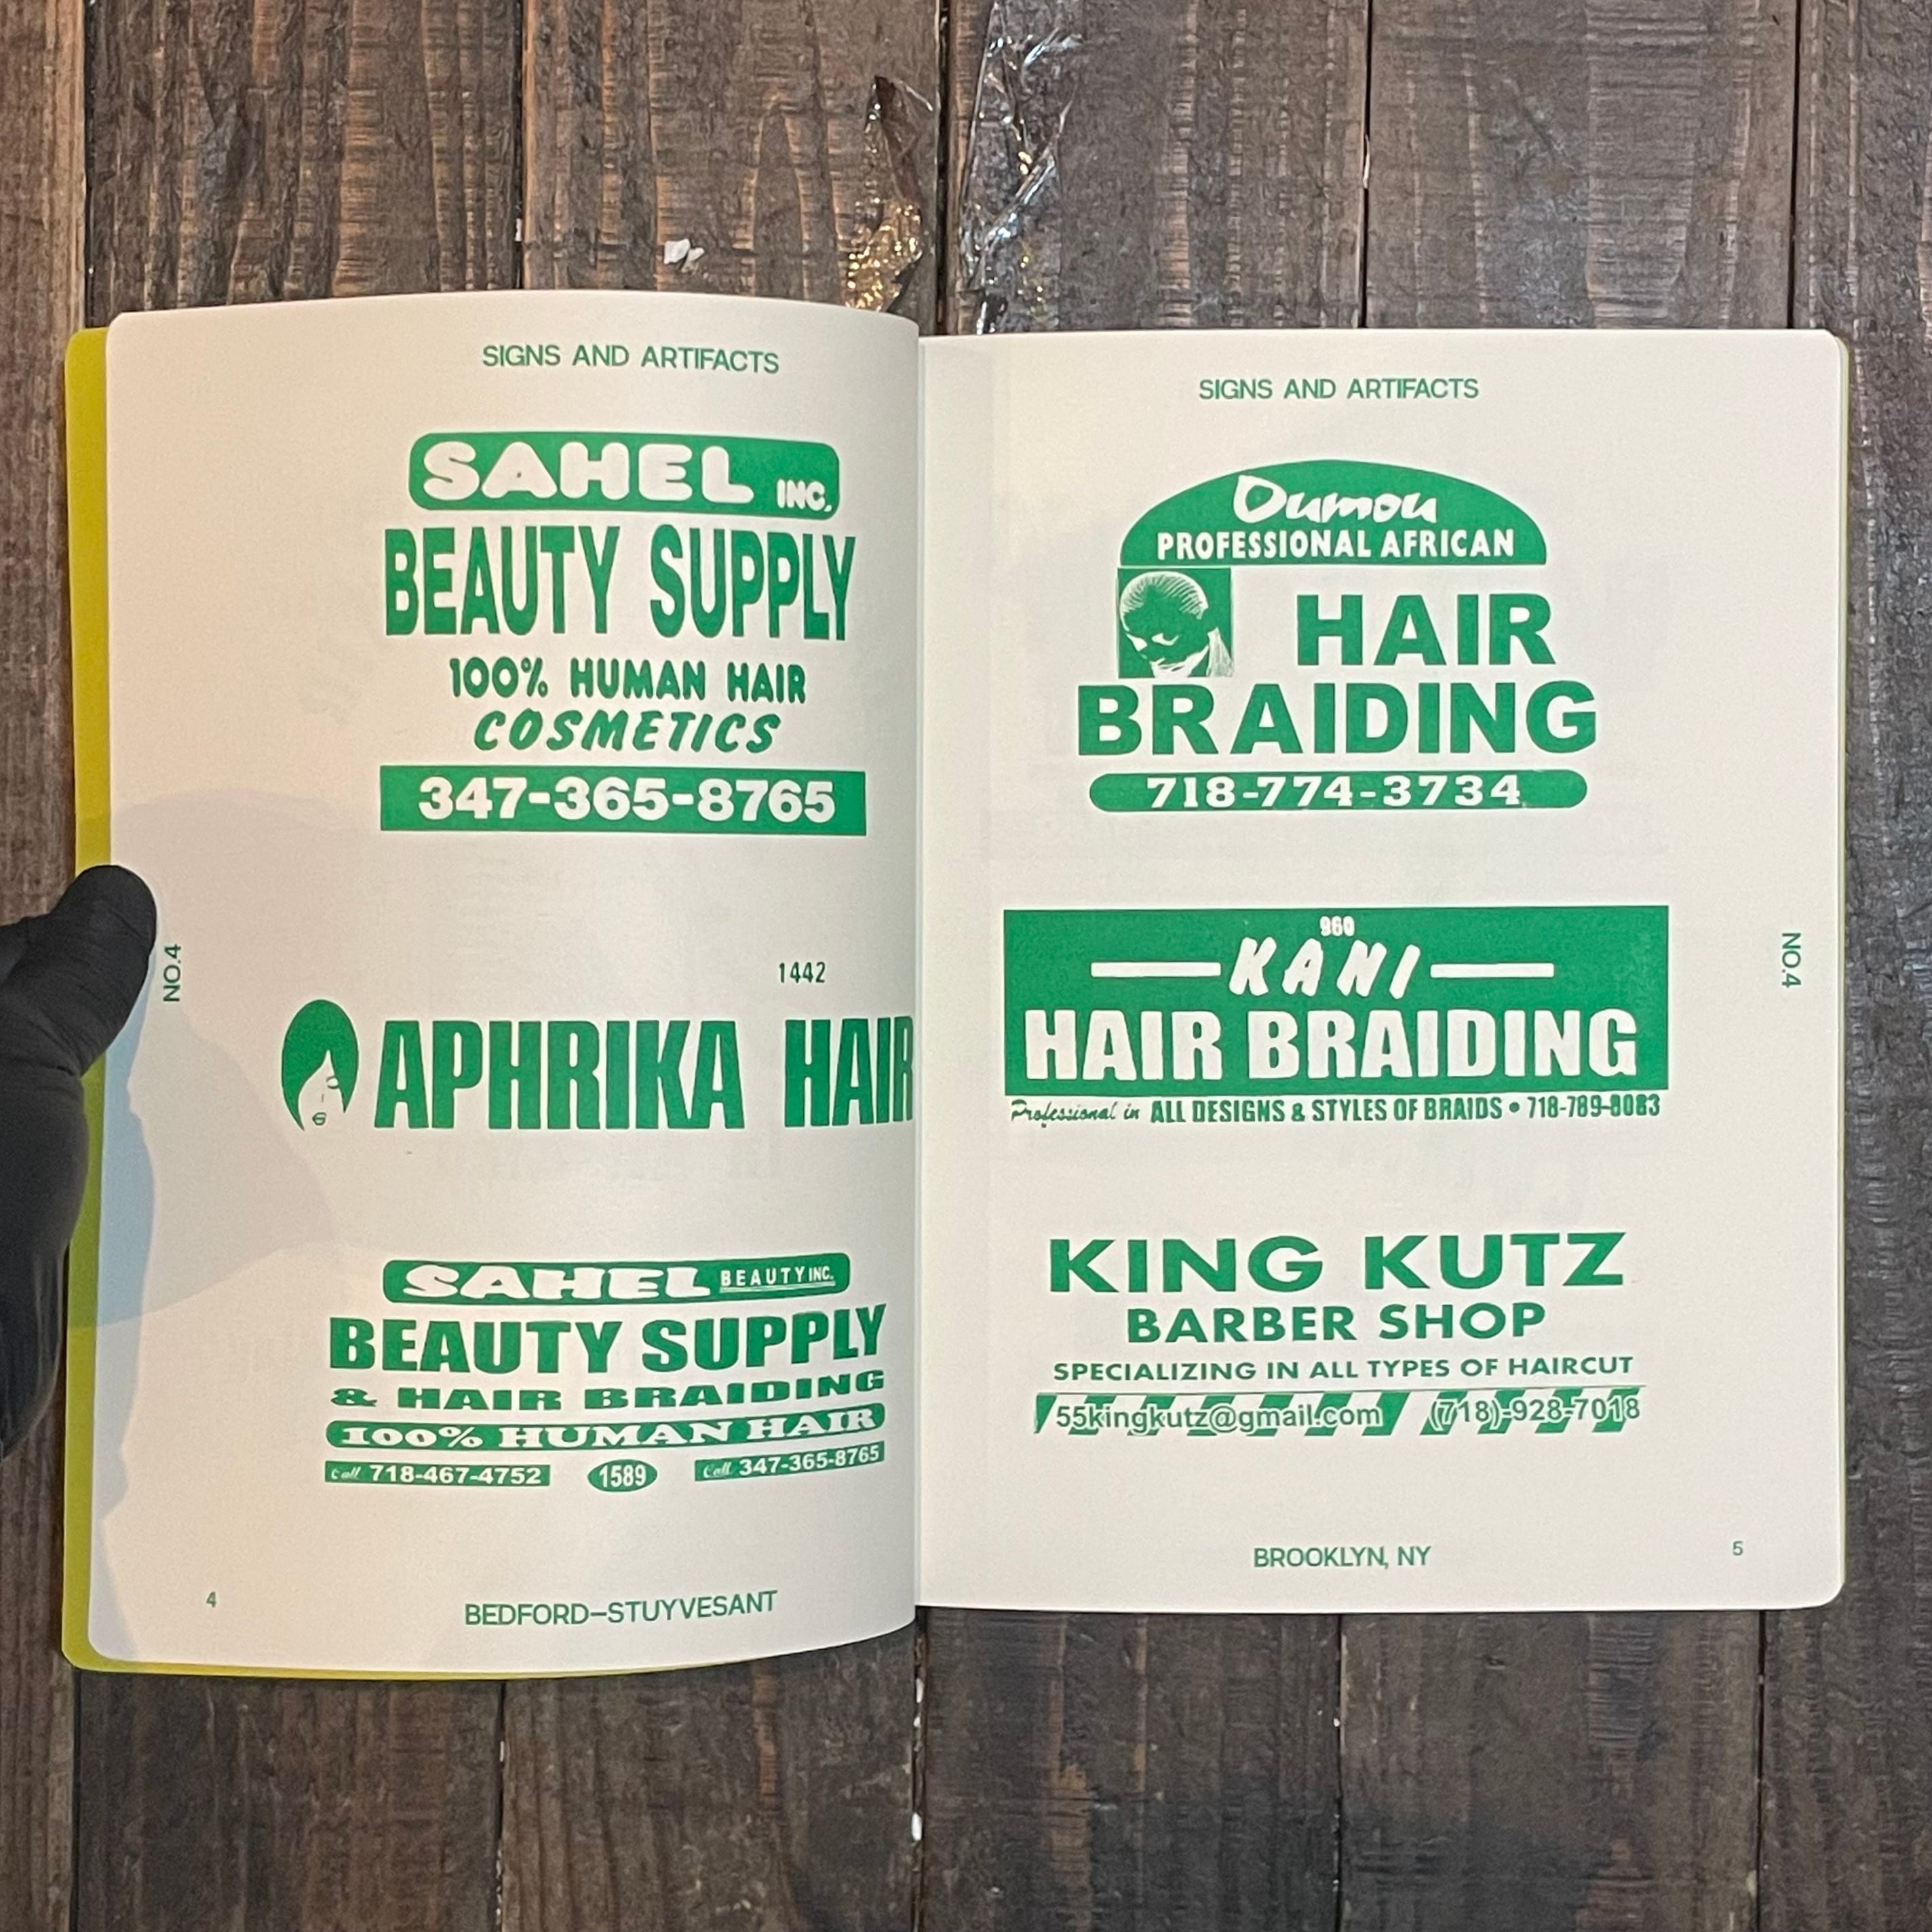 SIGNS AND ARTIFACTS
SAHEL INC.
BEAUTY SUPPLY
100% HUMAN HAIR
COSMETICS
347-365-8765
NO.4
1442
APHRIKA HAIR
SAHEL BEAUTY INC.
BEAUTY SUPPLY
& HAIR BRAIDING
100% HUMAN HAIR
Call 718-467-4752 1589 Call 347-365-8765
4
BEDFORD–STUYVESANT
SIGNS AND ARTIFACTS
Oumou
PROFESSIONAL AFRICAN
HAIR
BRAIDING
718-774-3734
960
KANI
HAIR BRAIDING
Professional in ALL DESIGNS & STYLES OF BRAIDS • 718-789-8083
NO.4
KING KUTZ
BARBER SHOP
SPECIALIZING IN ALL TYPES OF HAIRCUT
55kingkutz@gmail.com (718)-928-7018
BROOKLYN, NY
5